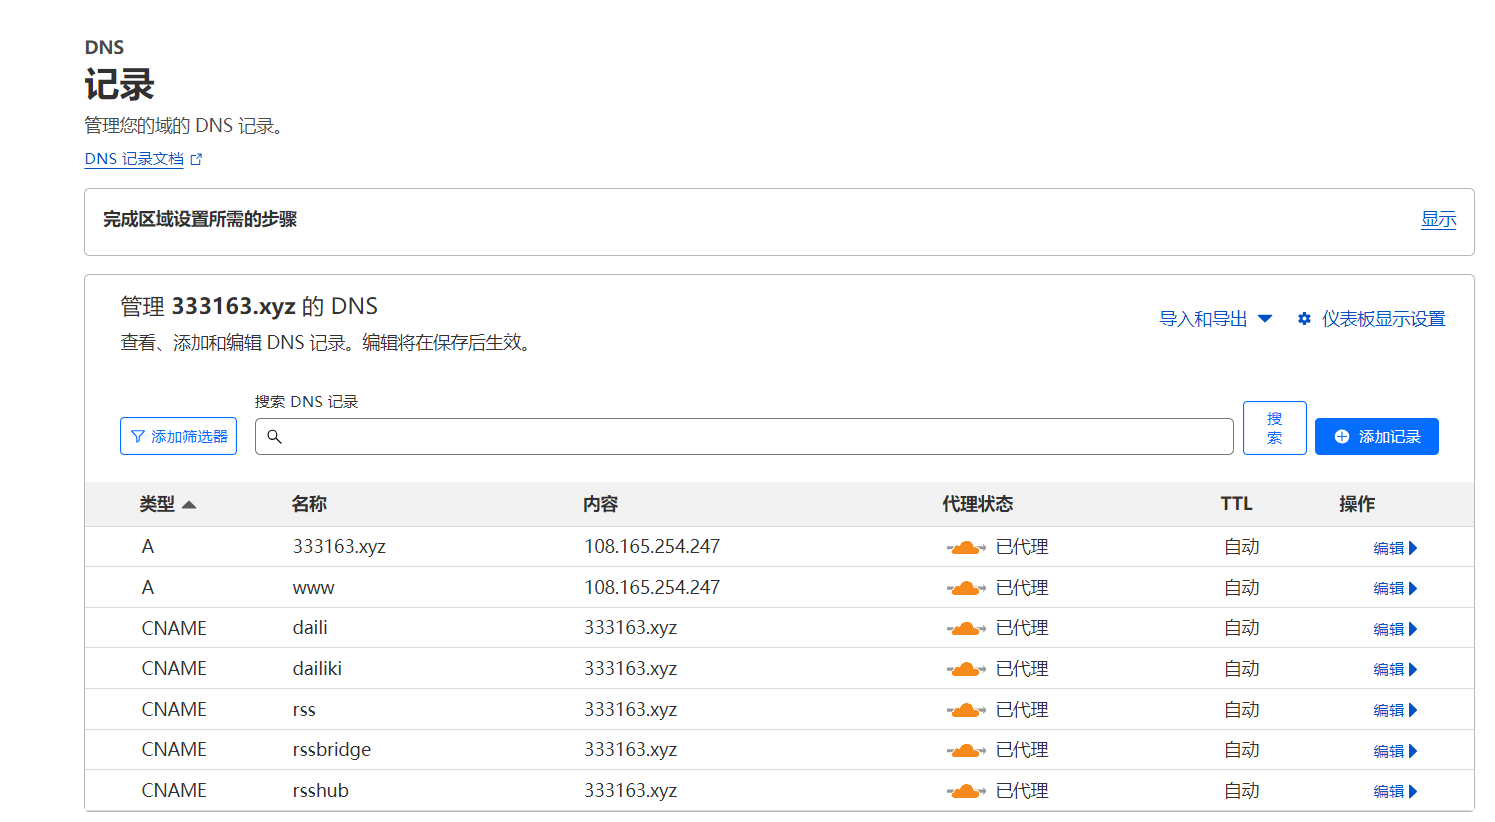 DNS
记录
管理您的域的 DNS 记录。
DNS 记录文档
完成区域设置所需的步骤
显示
管理 333163.xyz 的 DNS
查看、添加和编辑 DNS 记录。编辑将在保存后生效。
导入和导出
仪表板显示设置
搜索 DNS 记录
添加筛选器
搜
索
添加记录
类型 名称 内容 代理状态 TTL 操作
A 333163.xyz 108.165.254.247 已代理 自动 编辑
A www 108.165.254.247 已代理 自动 编辑
CNAME daili 333163.xyz 已代理 自动 编辑
CNAME dailiki 333163.xyz 已代理 自动 编辑
CNAME rss 333163.xyz 已代理 自动 编辑
CNAME rssbridge 333163.xyz 已代理 自动 编辑
CNAME rsshub 333163.xyz 已代理 自动 编辑